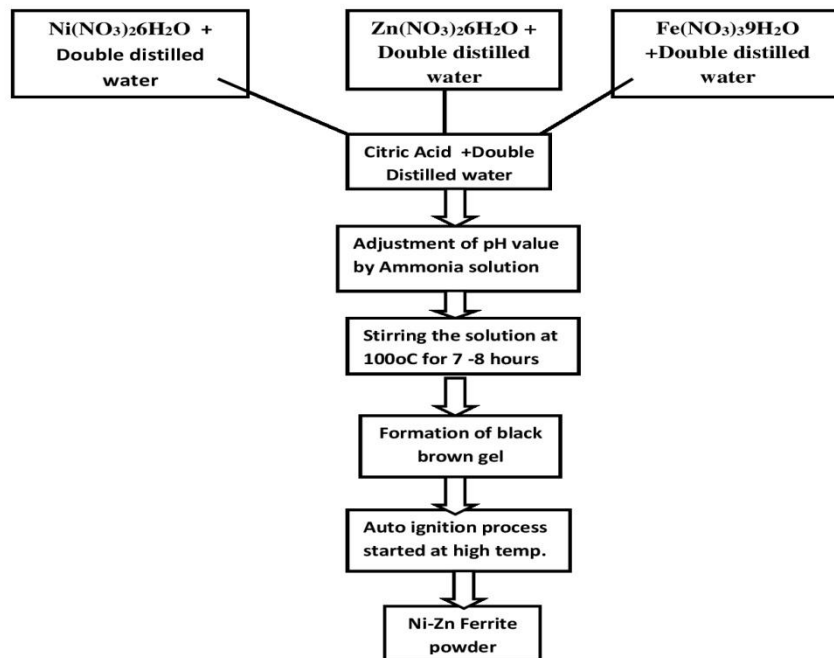 Ni(NO₃)₂6H₂O +
Double distilled
water
Zn(NO₃)₂6H₂O +
Double distilled
water
Fe(NO₃)₃9H₂O
+Double distilled
water
Citric Acid +Double
Distilled water
Adjustment of pH value
by Ammonia solution
Stirring the solution at
100oC for 7 -8 hours
Formation of black
brown gel
Auto ignition process
started at high temp.
Ni-Zn Ferrite
powder